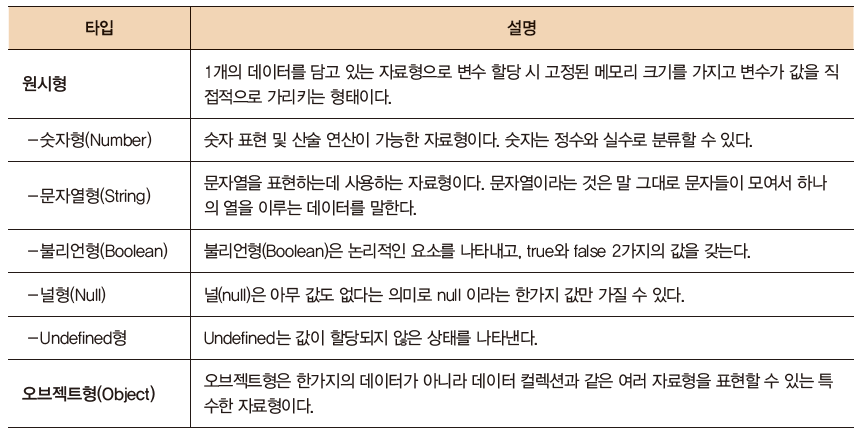 타입
설명
원시형
1개의 데이터를 담고 있는 자료형으로 변수 할당 시 고정된 메모리 크기를 가지고 변수가 값을 직
접적으로 가리키는 형태이다.
-숫자형(Number)
숫자 표현 및 산술 연산이 가능한 자료형이다. 숫자는 정수와 실수로 분류할 수 있다.
-문자열형(String)
문자열을 표현하는데 사용하는 자료형이다. 문자열이라는 것은 말 그대로 문자들이 모여서 하나
의 열을 이루는 데이터를 말한다.
-불리언형(Boolean)
불리언형(Boolean)은 논리적인 요소를 나타내고, true와 false 2가지의 값을 갖는다.
-널형(Null)
널(null)은 아무 값도 없다는 의미로 null 이라는 한가지 값만 가질 수 있다.
-Undefined형
Undefined는 값이 할당되지 않은 상태를 나타낸다.
오브젝트형(Object)
오브젝트형은 한가지의 데이터가 아니라 데이터 컬렉션과 같은 여러 자료형을 표현할 수 있는 특
수한 자료형이다.